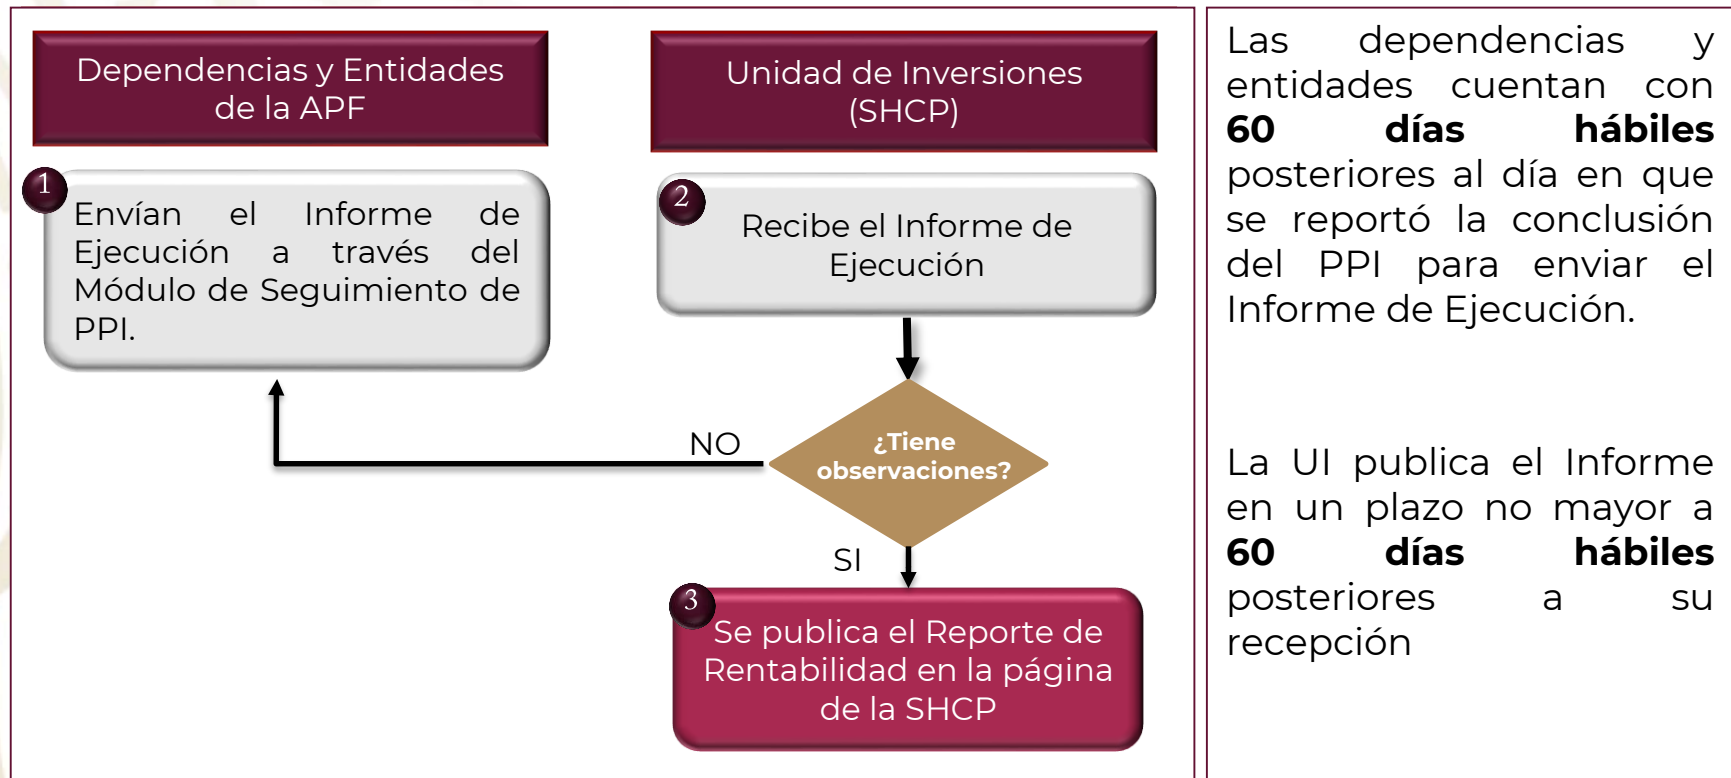 Dependencias y Entidades
de la APF
Unidad de Inversiones
(SHCP)
1
Envían el Informe de
Ejecución a través del
Módulo de Seguimiento de
PPI.
2
Recibe el Informe de
Ejecución
¿Tiene
observaciones?
NO
SI
3
Se publica el Reporte de
Rentabilidad en la página
de la SHCP
Las dependencias y
entidades cuentan con
60 días hábiles
posteriores al día en que
se reportó la conclusión
del PPI para enviar el
Informe de Ejecución.
La UI publica el Informe
en un plazo no mayor a
60 días hábiles
posteriores a su
recepción